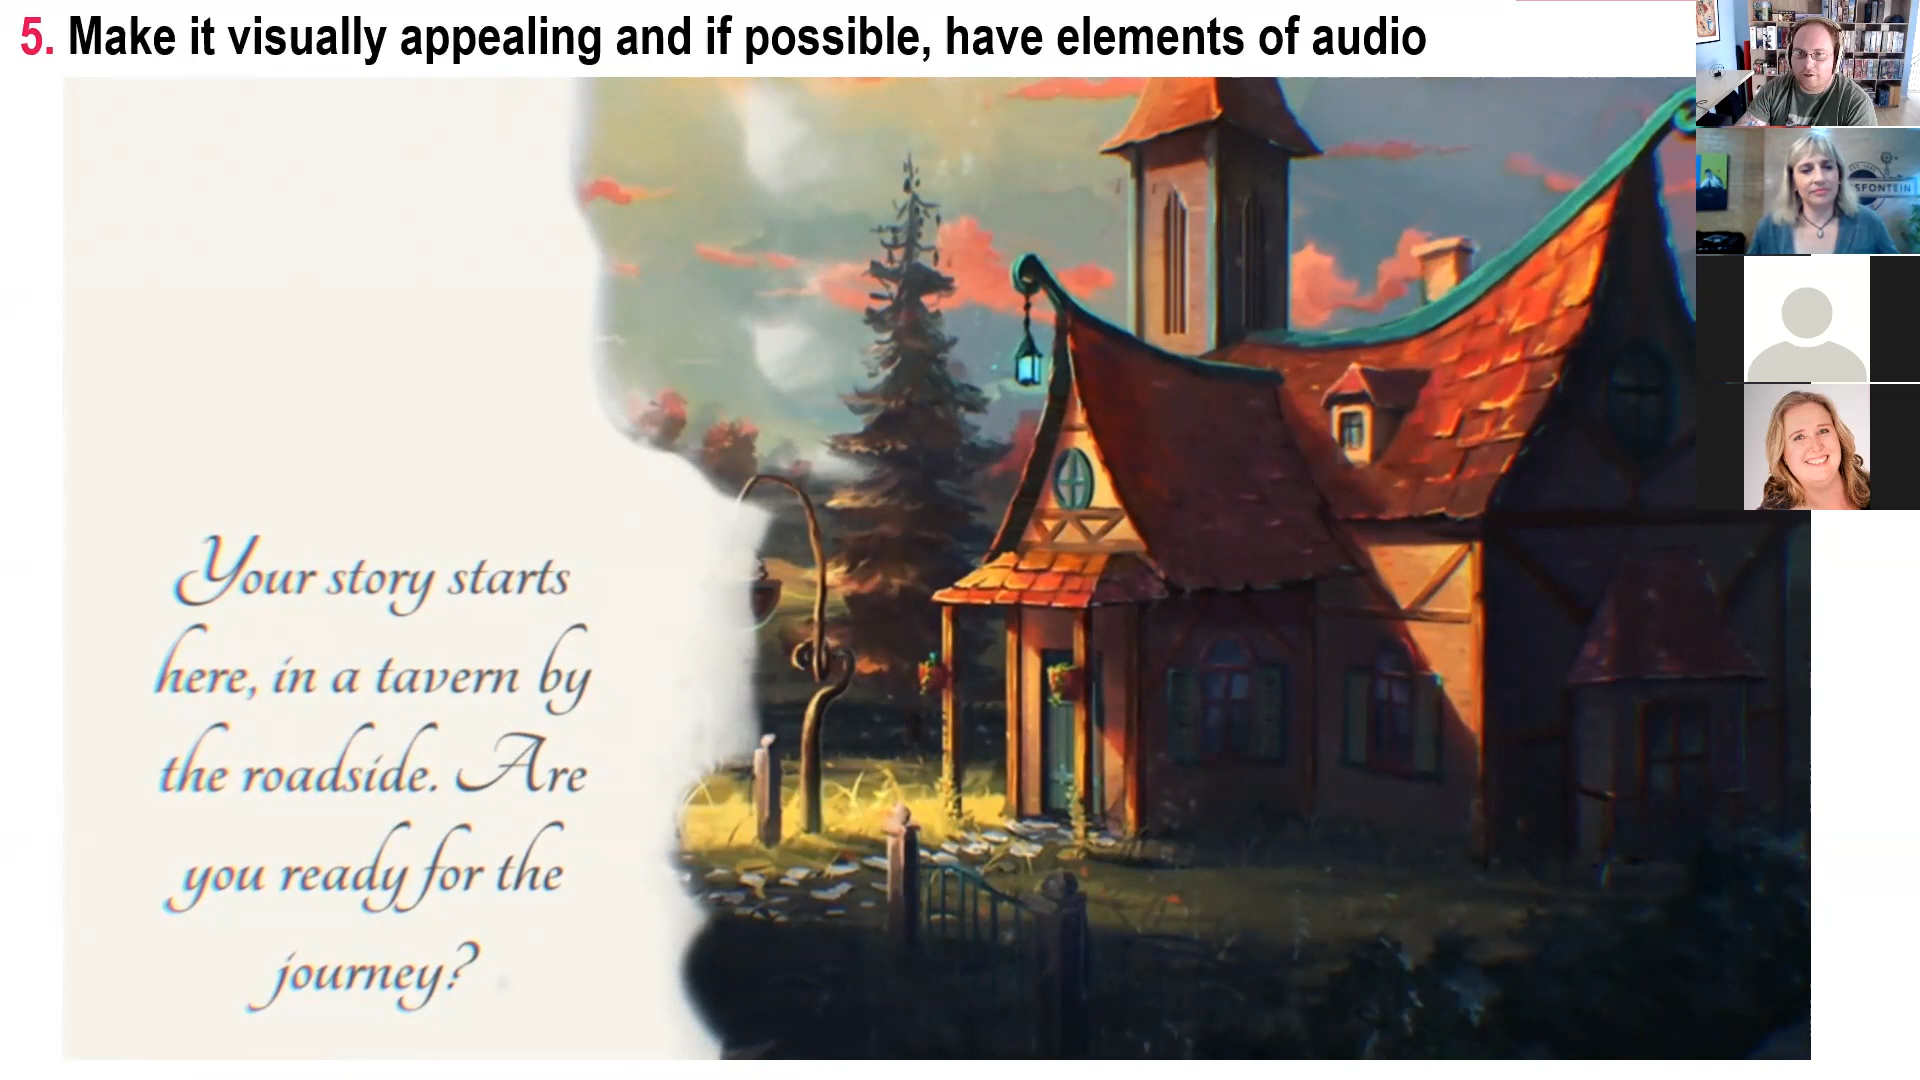 5. Make it visually appealing and if possible, have elements of audio
SFONTEIN
Your story starts
here, in a tavern by
the roadside. Are
you ready for the
journey?